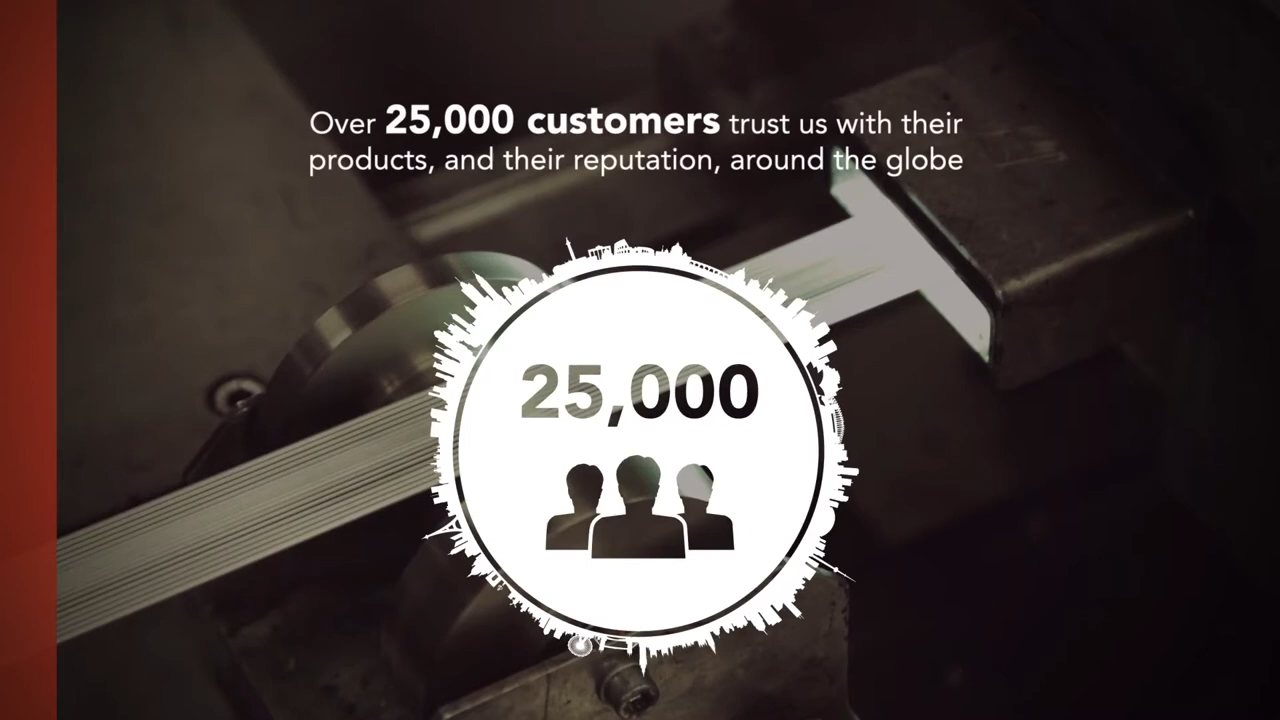 Over 25,000 customers trust us with their
products, and their reputation, around the globe
25,000